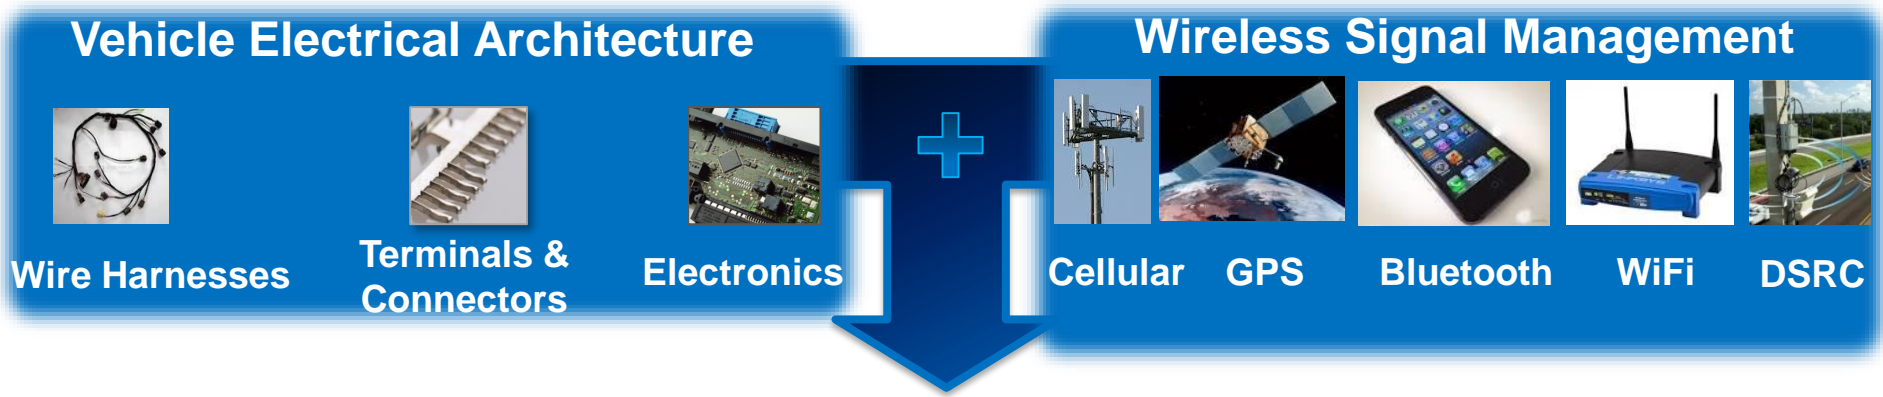 Vehicle Electrical Architecture
Wire Harnesses
Terminals &
Connectors
Electronics
Wireless Signal Management
Cellular
GPS
Bluetooth
WiFi
DSRC